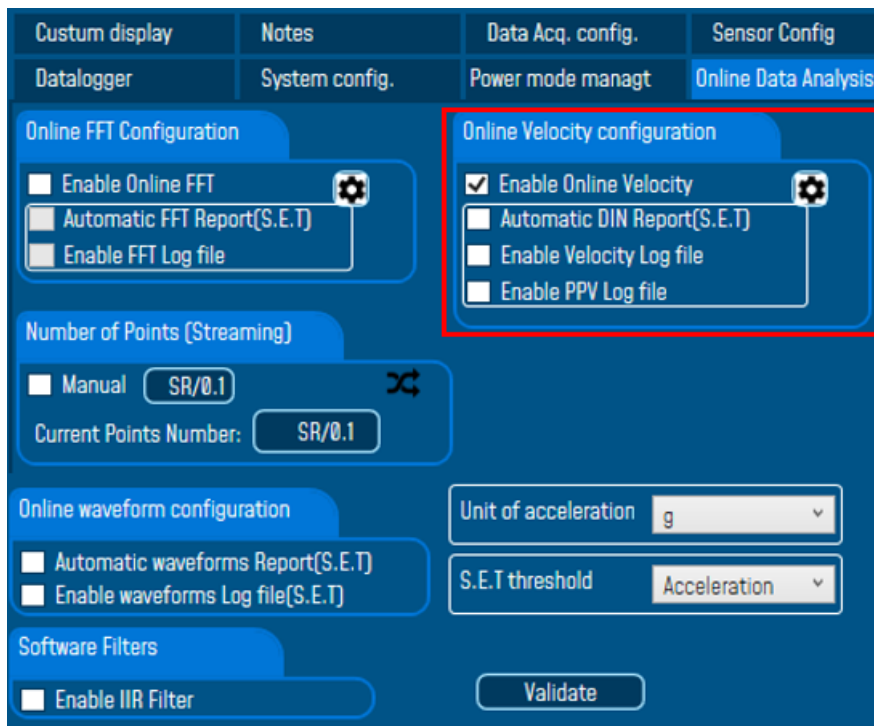 Custum display
Notes
Data Acq. config.
Sensor Config
Datalogger
System config.
Power mode managt
Online Data Analysis
Online FFT Configuration
Enable Online FFT
Automatic FFT Report(S.E.T)
Enable FFT Log file
Online Velocity configuration
Enable Online Velocity
Automatic DIN Report(S.E.T)
Enable Velocity Log file
Enable PPV Log file
Number of Points (Streaming)
Manual
SR/0.1
Current Points Number:
SR/0.1
Online waveform configuration
Automatic waveforms Report(S.E.T)
Enable waveforms Log file(S.E.T)
Unit of acceleration
g
S.E.T threshold
Acceleration
Software Filters
Enable IIR Filter
Validate